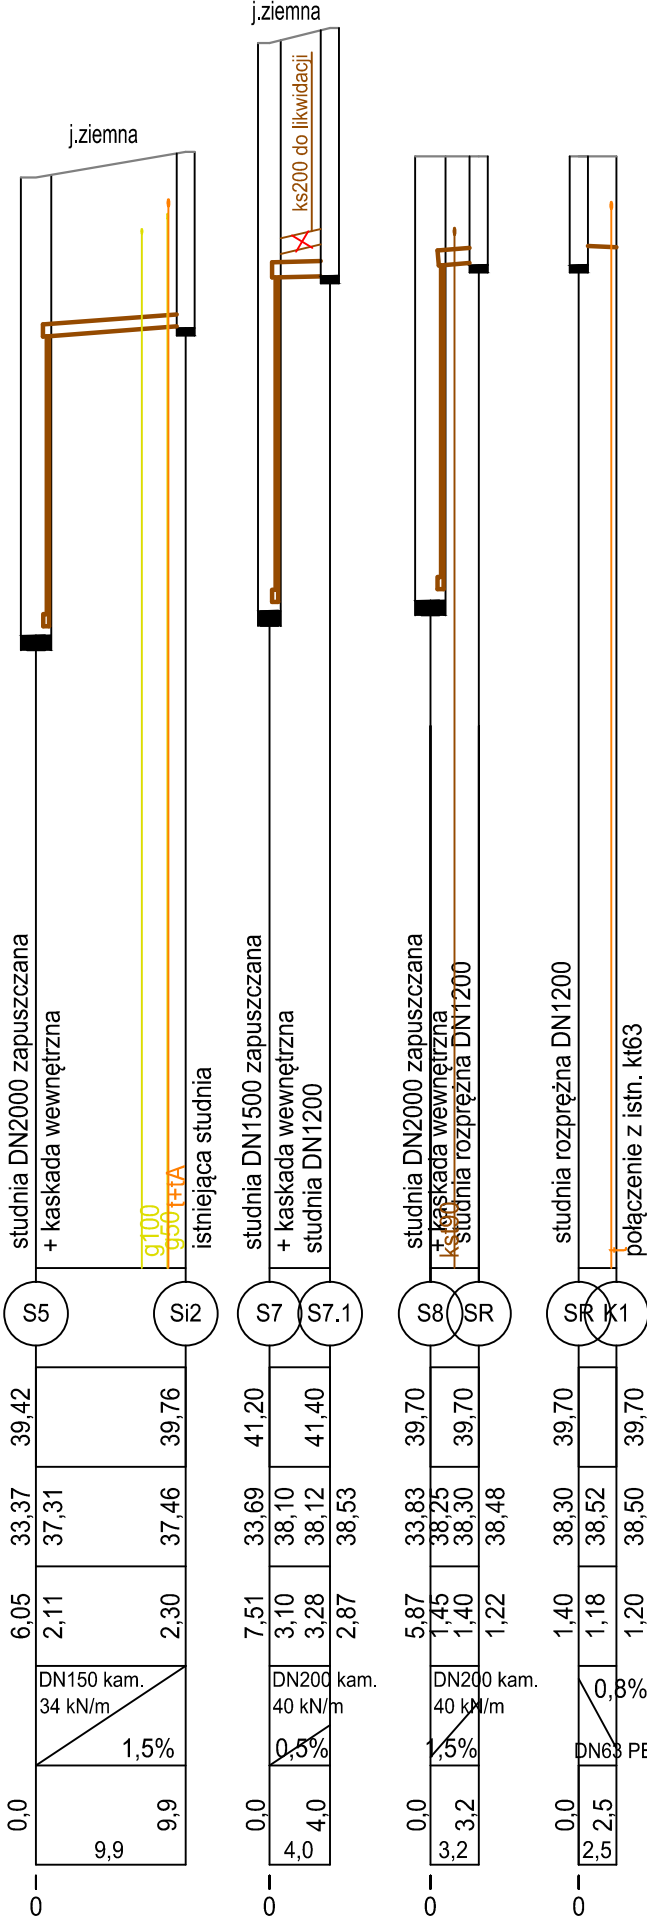 j.ziemna
j.ziemna
ks200 do likwidacji
studnia DN2000 zapuszczana
+ kaskada wewnętrzna
g100
g50
t+tA
istniejąca studnia
studnia DN1500 zapuszczana
+ kaskada wewnętrzna
studnia DN1200
studnia DN2000 zapuszczana
+ kaskada wewnętrzna
studnia rozprężna DN1200
studnia rozprężna DN1200
t
połączenie z istn. kt63
S5
Si2
S7
S7.1
S8
SR
SR
K1
39,42
39,76
41,20
41,40
39,70
39,70
39,70
39,70
33,37
37,31
37,46
33,69
38,10
38,12
38,53
33,83
38,25
38,30
38,48
38,30
38,52
38,50
6,05
2,11
2,30
7,51
3,10
3,28
2,87
5,87
1,45
1,40
1,22
1,40
1,18
1,20
DN150 kam.
34 kN/m
1,5%
DN200 kam.
40 kN/m
0,5%
DN200 kam.
40 kN/m
1,5%
0,8%
DN63 PE
0,0
9,9
9,9
0,0
4,0
4,0
0,0
3,2
3,2
0,0
2,5
2,5
0
0
0
0